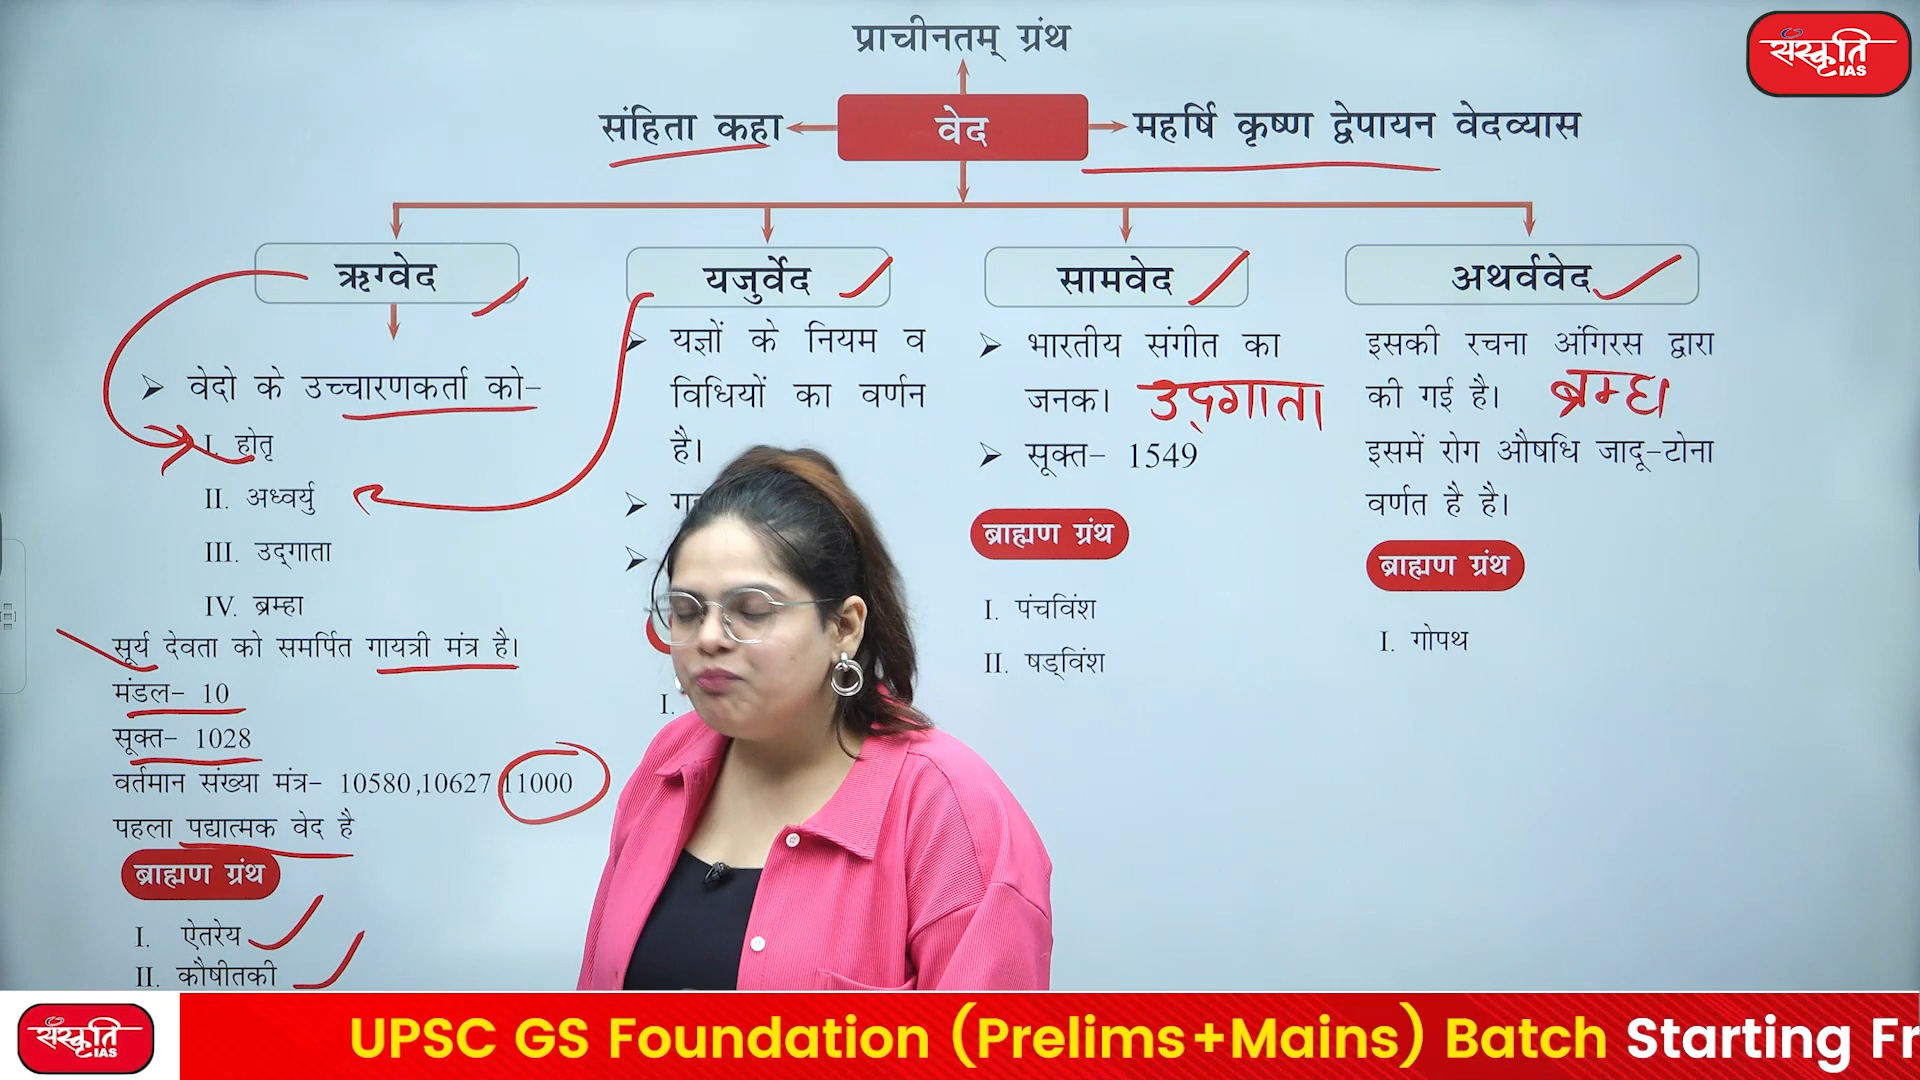 प्राचीनतम् ग्रंथ
संस्कृति
IAS
संहिता कहा
वेद
महर्षि कृष्ण द्वेपायन वेदव्यास
ऋग्वेद
यजुर्वेद
सामवेद
अथर्ववेद
वेदो के उच्चारणकर्ता को-
I. होतृ
II. अध्वर्यु
III. उद्गाता
IV. ब्रम्हा
सूर्य देवता को समर्पित गायत्री मंत्र है।
मंडल- 10
सूक्त- 1028
वर्तमान संख्या मंत्र- 10580,10627 11000
पहला पद्यात्मक वेद है
ब्राह्मण ग्रंथ
I. ऐतरेय
II. कौषीतकी
यज्ञों के नियम व
विधियों का वर्णन
है।
I.
भारतीय संगीत का
जनक। उद्गाता
सूक्त- 1549
ब्राह्मण ग्रंथ
I. पंचविंश
II. षड्विंश
इसकी रचना अंगिरस द्वारा
की गई है। ब्रम्हा
इसमें रोग औषधि जादू-टोना
वर्णत है है।
ब्राह्मण ग्रंथ
I. गोपथ
संस्कृति
IAS
UPSC GS Foundation (Prelims+Mains) Batch Starting Fr